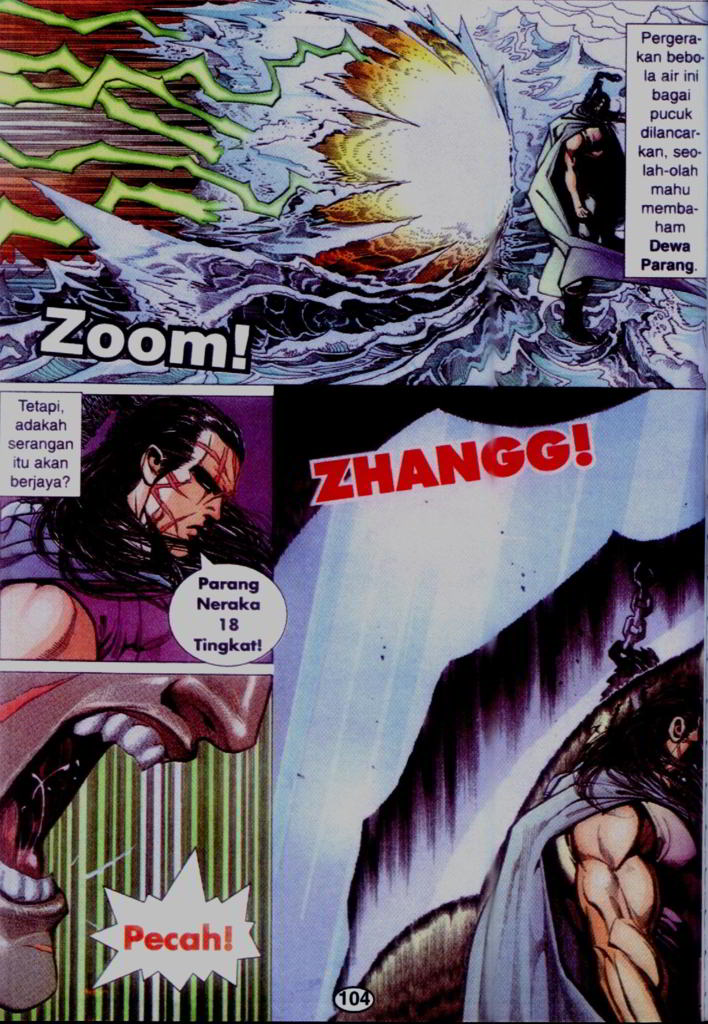 Pergera-
kan bebo-
la air ini
bagai
pucuk
dilancar-
kan, seo-
lah-olah
mahu
memba-
ham
Dewa
Parang.
Zoom!
Tetapi,
adakah
serangan
itu akan
berjaya?
Parang
Neraka
18
Tingkat!
ZHANGG!
Pecah!
104